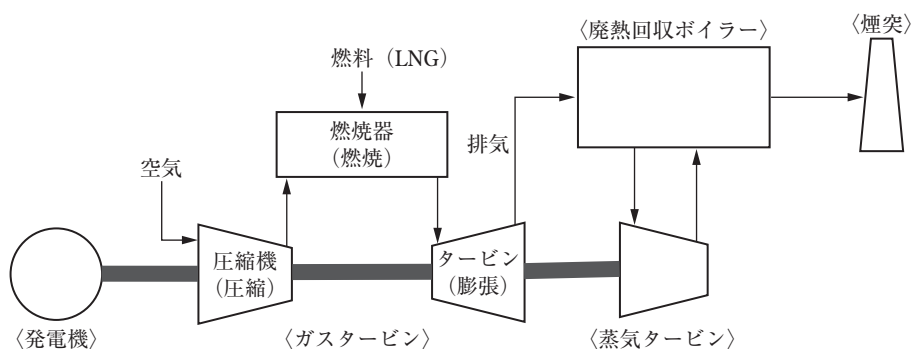 〈廃熱回収ボイラー〉
〈煙突〉
燃料（LNG）
燃焼器
（燃焼）
排気
空気
圧縮機
（圧縮）
タービン
（膨張）
〈発電機〉
〈ガスタービン〉
〈蒸気タービン〉